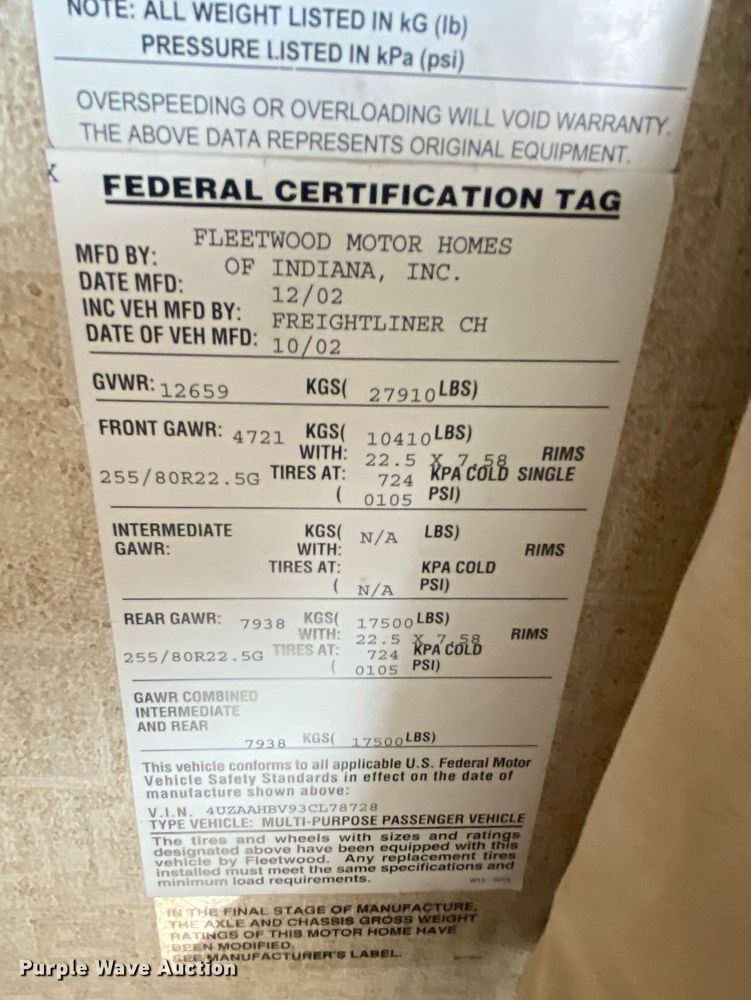 NOTE: ALL WEIGHT LISTED IN kG (lb)
PRESSURE LISTED IN kPa (psi)
OVERSPEEDING OR OVERLOADING WILL VOID WARRANTY.
THE ABOVE DATA REPRESENTS ORIGINAL EQUIPMENT.
X
FEDERAL CERTIFICATION TAG
MFD BY: FLEETWOOD MOTOR HOMES
OF INDIANA, INC.
DATE MFD: 12/02
INC VEH MFD BY: FREIGHTLINER CH
DATE OF VEH MFD: 10/02
GVWR: 12659 KGS( 27910 LBS)
FRONT GAWR: 4721 KGS( 10410 LBS)
WITH: 22.5 X 7.58 RIMS
255/80R22.5G TIRES AT: 724 KPA COLD SINGLE
( 0105 PSI)
INTERMEDIATE KGS( N/A LBS)
GAWR: WITH: RIMS
TIRES AT: KPA COLD
( N/A PSI)
REAR GAWR: 7938 KGS( 17500 LBS)
WITH: 22.5 X 7.58 RIMS
255/80R22.5G TIRES AT: 724 KPA COLD
( 0105 PSI)
GAWR COMBINED
INTERMEDIATE
AND REAR
7938 KGS( 17500 LBS)
This vehicle conforms to all applicable U.S. Federal Motor
Vehicle Safety Standards in effect on the date of
manufacture shown above:
V.I.N. 4UZAAHBV93CL78728
TYPE VEHICLE: MULTI-PURPOSE PASSENGER VEHICLE
The tires and wheels with sizes and ratings
designated above have been equipped with this
vehicle by Fleetwood. Any replacement tires
installed must meet the same specifications and
minimum load requirements.
IN THE FINAL STAGE OF MANUFACTURE,
THE AXLE AND CHASSIS GROSS WEIGHT
RATINGS OF THIS MOTOR HOME HAVE
BEEN MODIFIED.
SEE MANUFACTURER'S LABEL.
Purple Wave Auction